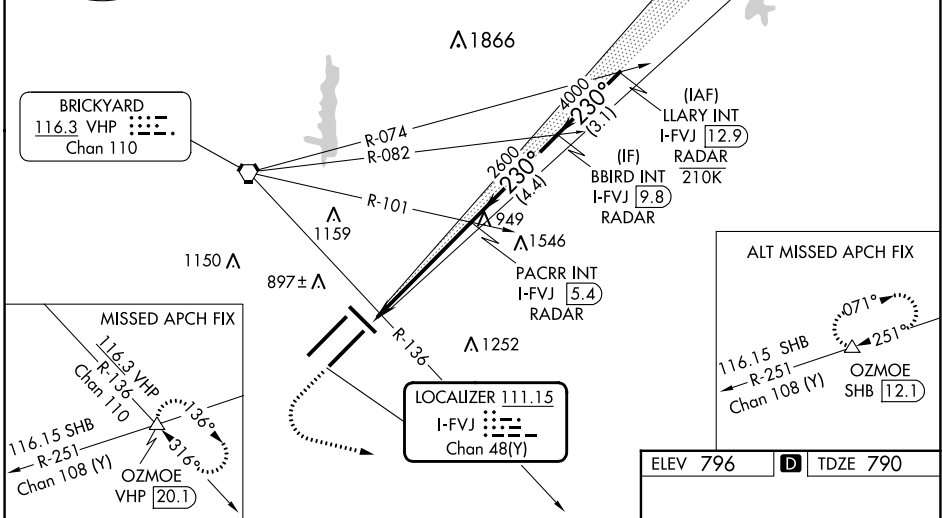 1866
BRICKYARD
116.3 VHP
Chan 110
R-074
R-082
R-101
4000
230°
(3.1)
(IAF)
LLARY INT
I-FVJ 12.9
RADAR
210K
2600
230°
(4.4)
(IF)
BBIRD INT
I-FVJ 9.8
RADAR
1159
949
1546
1150
897±
PACRR INT
I-FVJ 5.4
RADAR
R-136
1252
LOCALIZER 111.15
I-FVJ
Chan 48(Y)
MISSED APCH FIX
116.3 VHP
R-136
Chan 110
116.15 SHB
R-251
Chan 108 (Y)
136°
316°
OZMOE
VHP 20.1
ALT MISSED APCH FIX
071°
251°
116.15 SHB
R-251
Chan 108 (Y)
OZMOE
SHB 12.1
ELEV 796 D TDZE 790